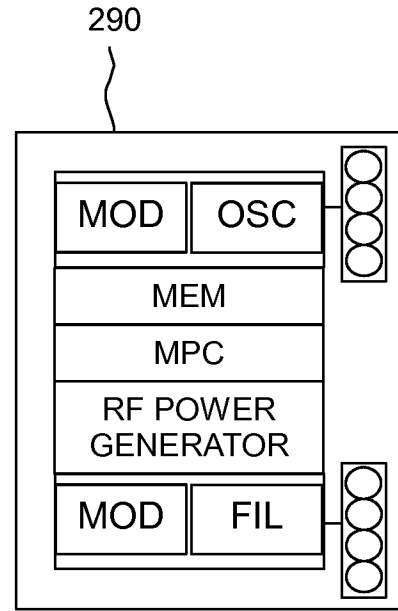 290
MOD OSC
MEM
MPC
RF POWER
GENERATOR
MOD FIL